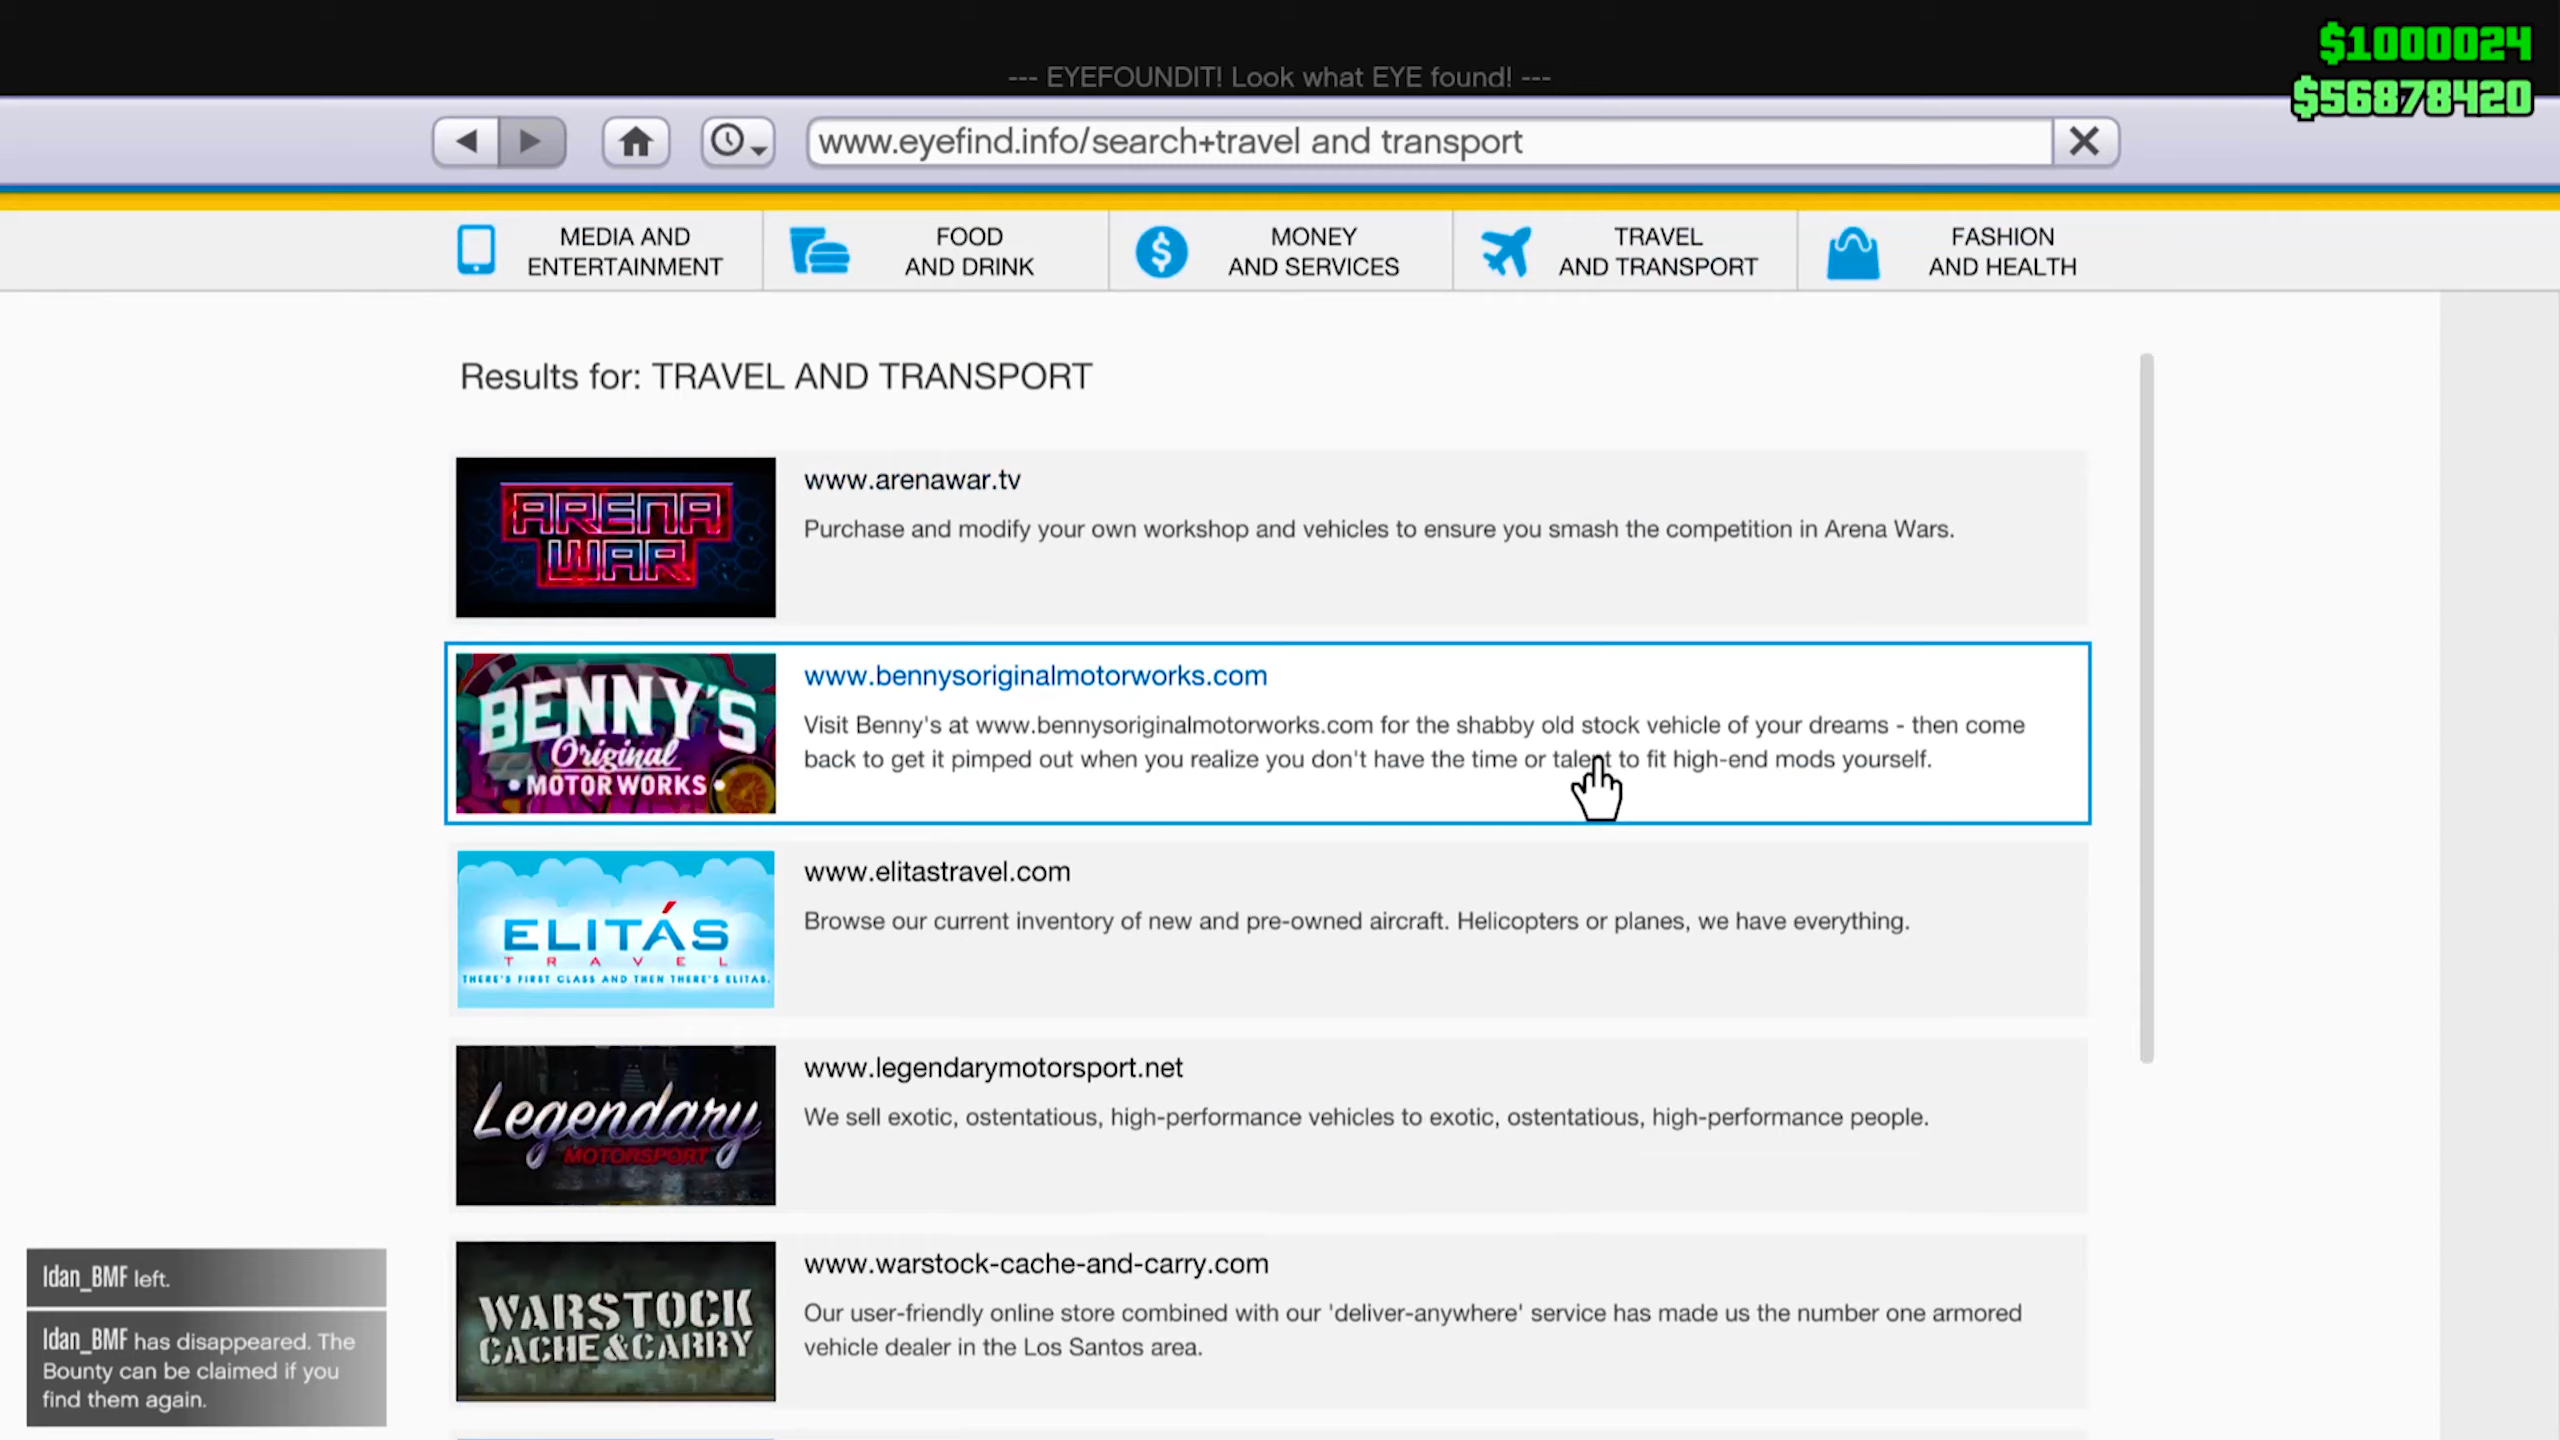 $1000024
--- EYEFOUNDIT! Look what EYE found! ---
$56878420
www.eyefind.info/search+travel and transport
MEDIA AND
ENTERTAINMENT
FOOD
AND DRINK
MONEY
AND SERVICES
TRAVEL
AND TRANSPORT
FASHION
AND HEALTH
Results for: TRAVEL AND TRANSPORT
ARENA
WAR
www.arenawar.tv
Purchase and modify your own workshop and vehicles to ensure you smash the competition in Arena Wars.
BENNY'S
Original
MOTORWORKS
www.bennysoriginalmotorworks.com
Visit Benny's at www.bennysoriginalmotorworks.com for the shabby old stock vehicle of your dreams - then come
back to get it pimped out when you realize you don't have the time or talent to fit high-end mods yourself.
ELITÁS
TRAVEL
THERE'S FIRST CLASS AND THEN THERE'S ELITAS.
www.elitastravel.com
Browse our current inventory of new and pre-owned aircraft. Helicopters or planes, we have everything.
Legendary
MOTORSPORT
www.legendarymotorsport.net
We sell exotic, ostentatious, high-performance vehicles to exotic, ostentatious, high-performance people.
WARSTOCK
CACHE&CARRY
www.warstock-cache-and-carry.com
Our user-friendly online store combined with our 'deliver-anywhere' service has made us the number one armored
vehicle dealer in the Los Santos area.
Idan_BMF left.
Idan_BMF has disappeared. The
Bounty can be claimed if you
find them again.